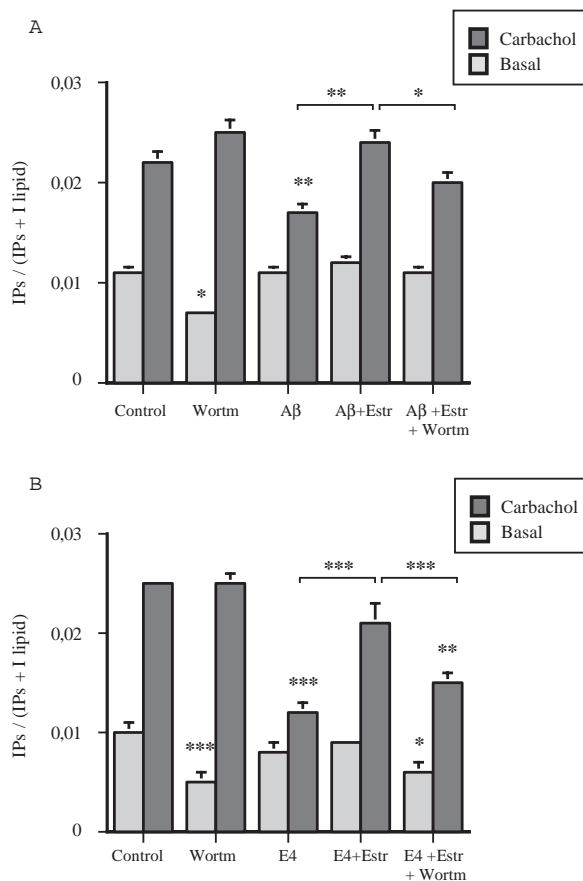 A
Carbachol
Basal
0,03
** *
IPs / (IPs + I lipid)
0,02
**
0,01
*
0
Control Wortm Aβ Aβ+Estr Aβ +Estr
+ Wortm
B
Carbachol
Basal
0,03
*** ***
IPs / (IPs + I lipid)
0,02
**
***
0,01
*** *
0
Control Wortm E4 E4+Estr E4 +Estr
+ Wortm